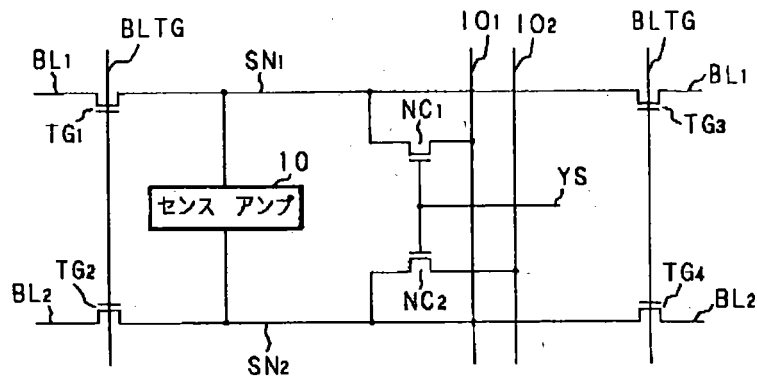 BLTG
IO1
IO2
BLTG
BL1
SN1
BL1
TG1
NC1
TG3
10
YS
センス アンプ
TG2
TG4
BL2
NC2
BL2
SN2